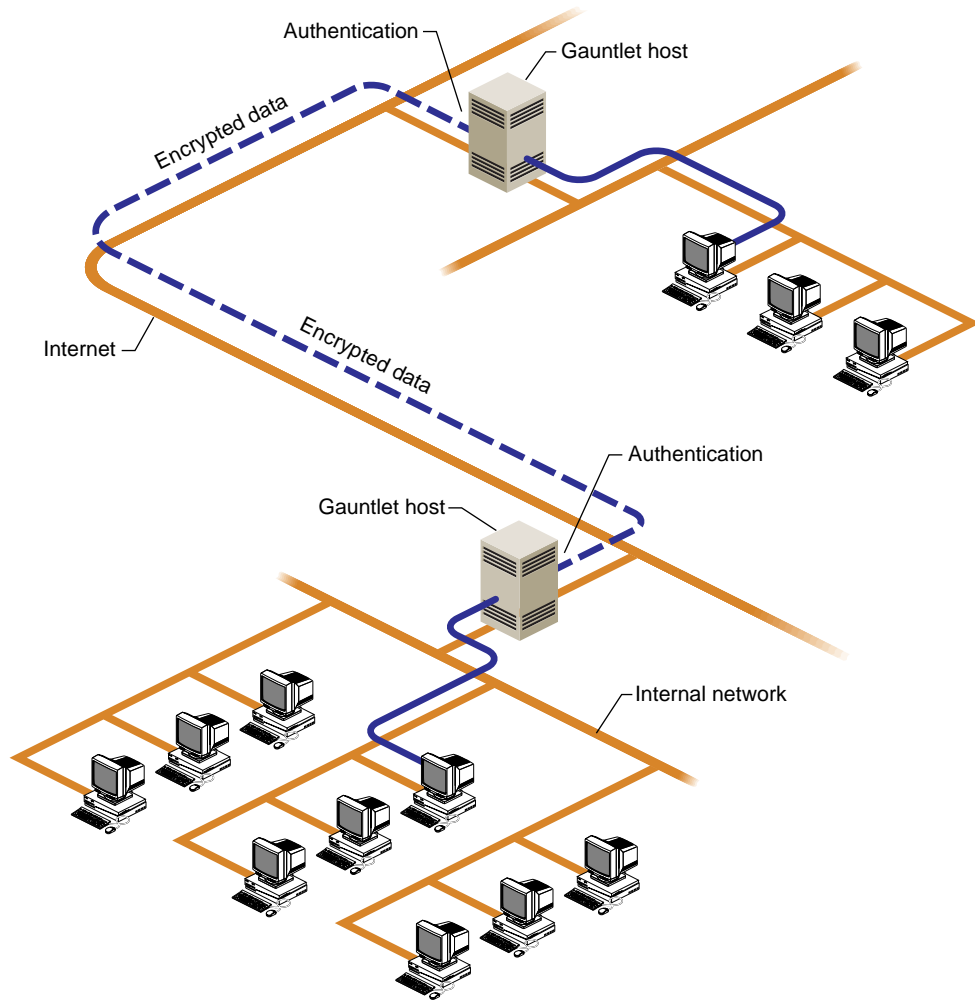 Authentication
Gauntlet host
Encrypted data
Internet
Encrypted data
Authentication
Gauntlet host
Internal network